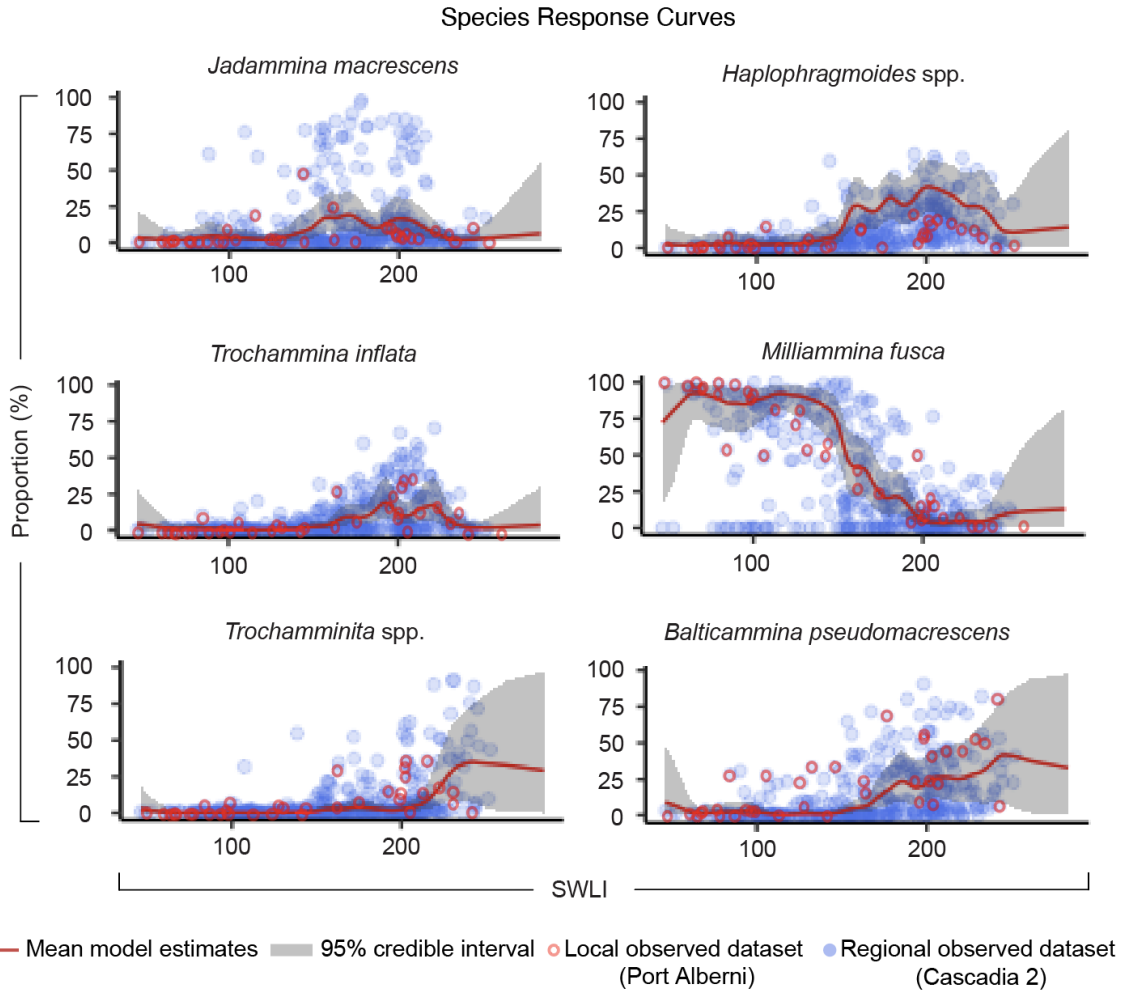 Species Response Curves
Jadammina macrescens
Haplophragmoides spp.
100
75
50
25
0
100
200
100
75
50
25
0
100
200
Trochammina inflata
Milliammina fusca
100
75
50
25
0
100
200
100
75
50
25
0
100
200
Trochamminita spp.
Balticammina pseudomacrescens
100
75
50
25
0
100
200
100
75
50
25
0
100
200
Proportion (%)
SWLI
Mean model estimates
95% credible interval
Local observed dataset
(Port Alberni)
Regional observed dataset
(Cascadia 2)